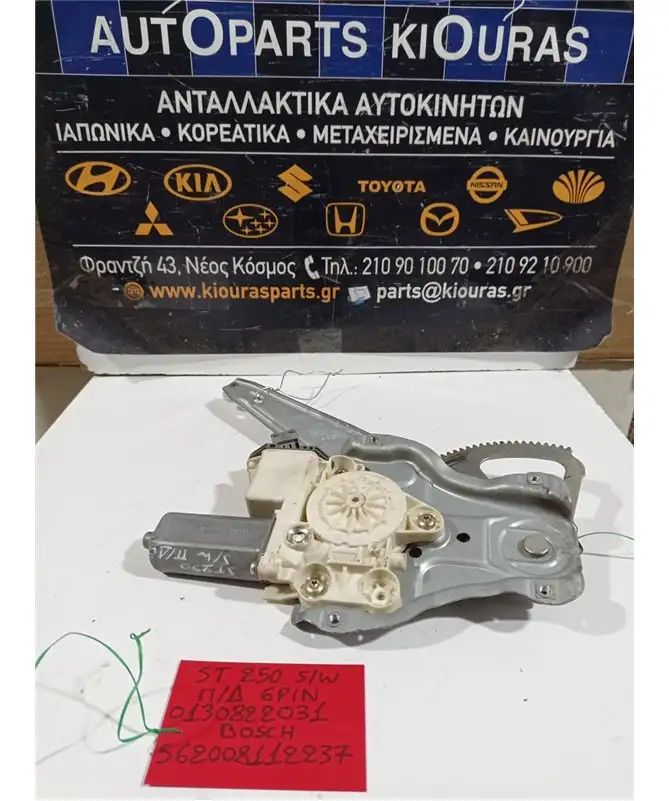 AUTOPARTS KIOURAS
ΑΝΤΑΛΛΑΚΤΙΚΑ ΑΥΤΟΚΙΝΗΤΩΝ
ΙΑΠΩΝΙΚΑ • ΚΟΡΕΑΤΙΚΑ • ΜΕΤΑΧΕΙΡΙΣΜΕΝΑ • ΚΑΙΝΟΥΡΓΙΑ
KIA TOYOTA NISSAN
Φραντζή 43, Νέος Κόσμος Τηλ.: 210 90 100 70 • 210 92 10 900
www.kiourasparts.gr parts@kiouras.gr
ST250
S/W Π/Δ
ST 250 S/W
Π/Δ 6PIN
0130822031
BOSCH
562008112237